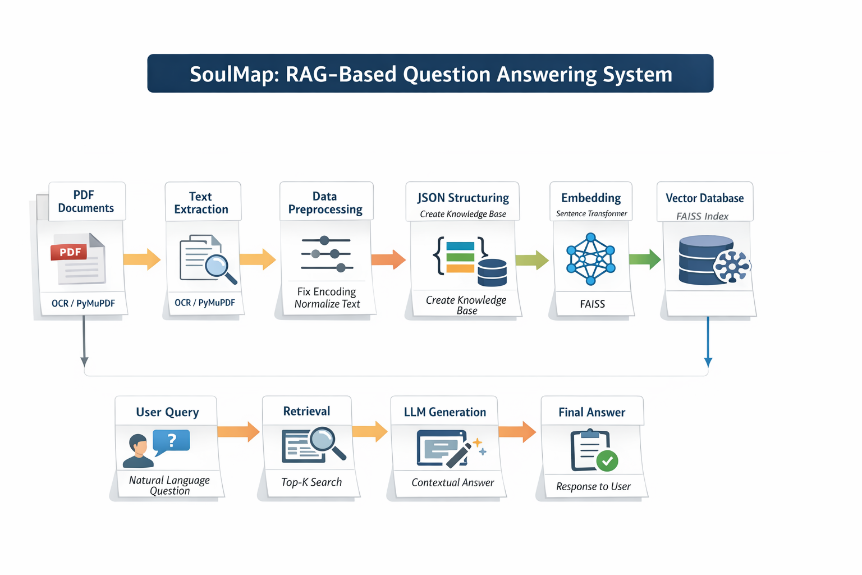 SoulMap: RAG-Based Question Answering System
PDF
Documents
PDF
OCR / PyMuPDF
Text
Extraction
OCR / PyMuPDF
Data
Preprocessing
Fix Encoding
Normalize Text
JSON Structuring
Create Knowledge Base
{ }
Create Knowledge
Base
Embedding
Sentence Transformer
FAISS
Vector Database
FAISS Index
User Query
?
Natural Language
Question
Retrieval
Top-K Search
LLM Generation
Contextual Answer
Final Answer
Response to User